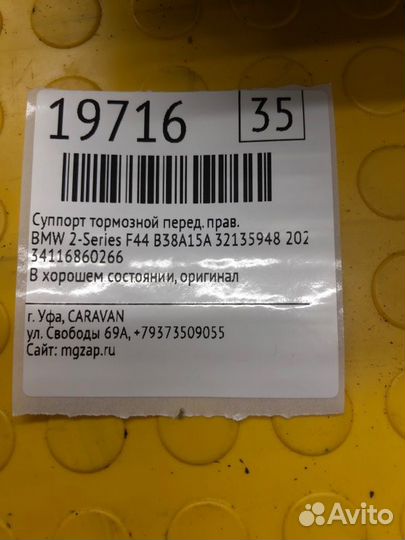 19716
35
Суппорт тормозной перед. прав.
BMW 2-Series F44 B38A15A 32135948 202
34116860266
В хорошем состоянии, оригинал
г. Уфа, CARAVAN
ул. Свободы 69А, +79373509055
Сайт: mgzap.ru
Avito